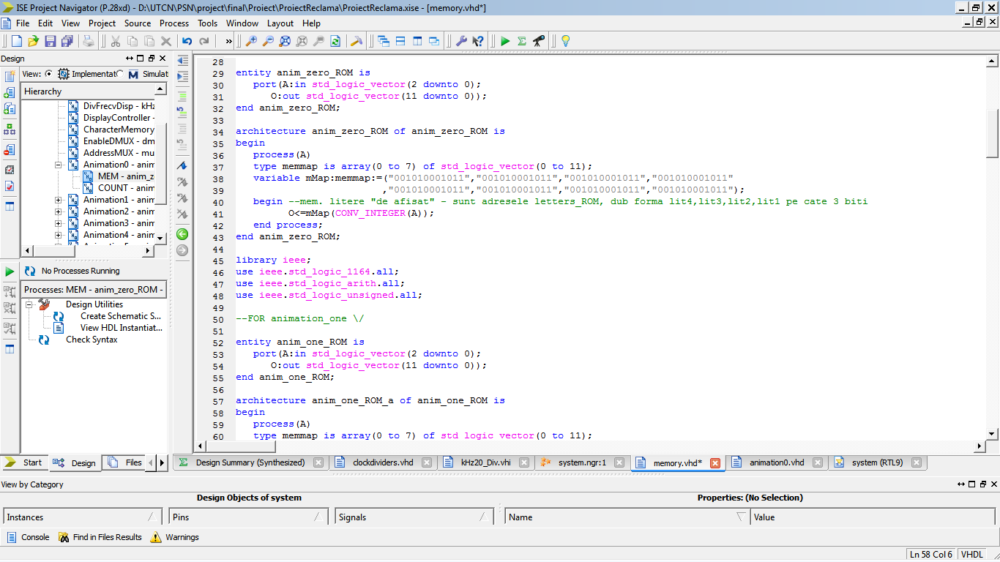 ISE Project Navigator (P.28xd) - D:\UTCN\PSN\project\final\Proiect\ProiectReclama\ProiectReclama.xise - [memory.vhd*]
File Edit View Project Source Process Tools Window Layout Help
Design
View: Implementat Simulat
Hierarchy
DivFrecvDisp - kHz
DisplayController -
CharacterMemory
EnableDMUX - dm
AddressMUX - mu
Animation0 - anim
MEM - anim_z
COUNT - anim
Animation1 - anim
Animation2 - anim
Animation3 - anim
Animation4 - anim
No Processes Running
Processes: MEM - anim_zero_ROM -
Design Utilities
Create Schematic S...
View HDL Instantiat...
Check Syntax
Start Design Files
28
29 entity anim_zero_ROM is
30 port(A:in std_logic_vector(2 downto 0);
31 O:out std_logic_vector(11 downto 0));
32 end anim_zero_ROM;
33
34 architecture anim_zero_ROM of anim_zero_ROM is
35 begin
36 process(A)
37 type memmap is array(0 to 7) of std_logic_vector(0 to 11);
38 variable mMap:memmap:=("001010001011","001010001011","001010001011","001010001011"
39 ,"001010001011","001010001011","001010001011","001010001011");
40 begin --mem. litere "de afisat" - sunt adresele letters_ROM, dub forma lit4,lit3,lit2,lit1 pe cate 3 biti
41 O<=mMap(CONV_INTEGER(A));
42 end process;
43 end anim_zero_ROM;
44
45 library ieee;
46 use ieee.std_logic_1164.all;
47 use ieee.std_logic_arith.all;
48 use ieee.std_logic_unsigned.all;
49
50 --FOR animation_one \/
51
52 entity anim_one_ROM is
53 port(A:in std_logic_vector(2 downto 0);
54 O:out std_logic_vector(11 downto 0));
55 end anim_one_ROM;
56
57 architecture anim_one_ROM_a of anim_one_ROM is
58 begin
59 process(A)
60 type memmap is array(0 to 7) of std_logic_vector(0 to 11);
Design Summary (Synthesized) clockdividers.vhd kHz20_Div.vhi system.ngr:1 memory.vhd* animation0.vhd system (RTL9)
View by Category
Design Objects of system Properties: (No Selection)
Instances Pins Signals Name Value
Console Find in Files Results Warnings
Ln 58 Col 6 VHDL